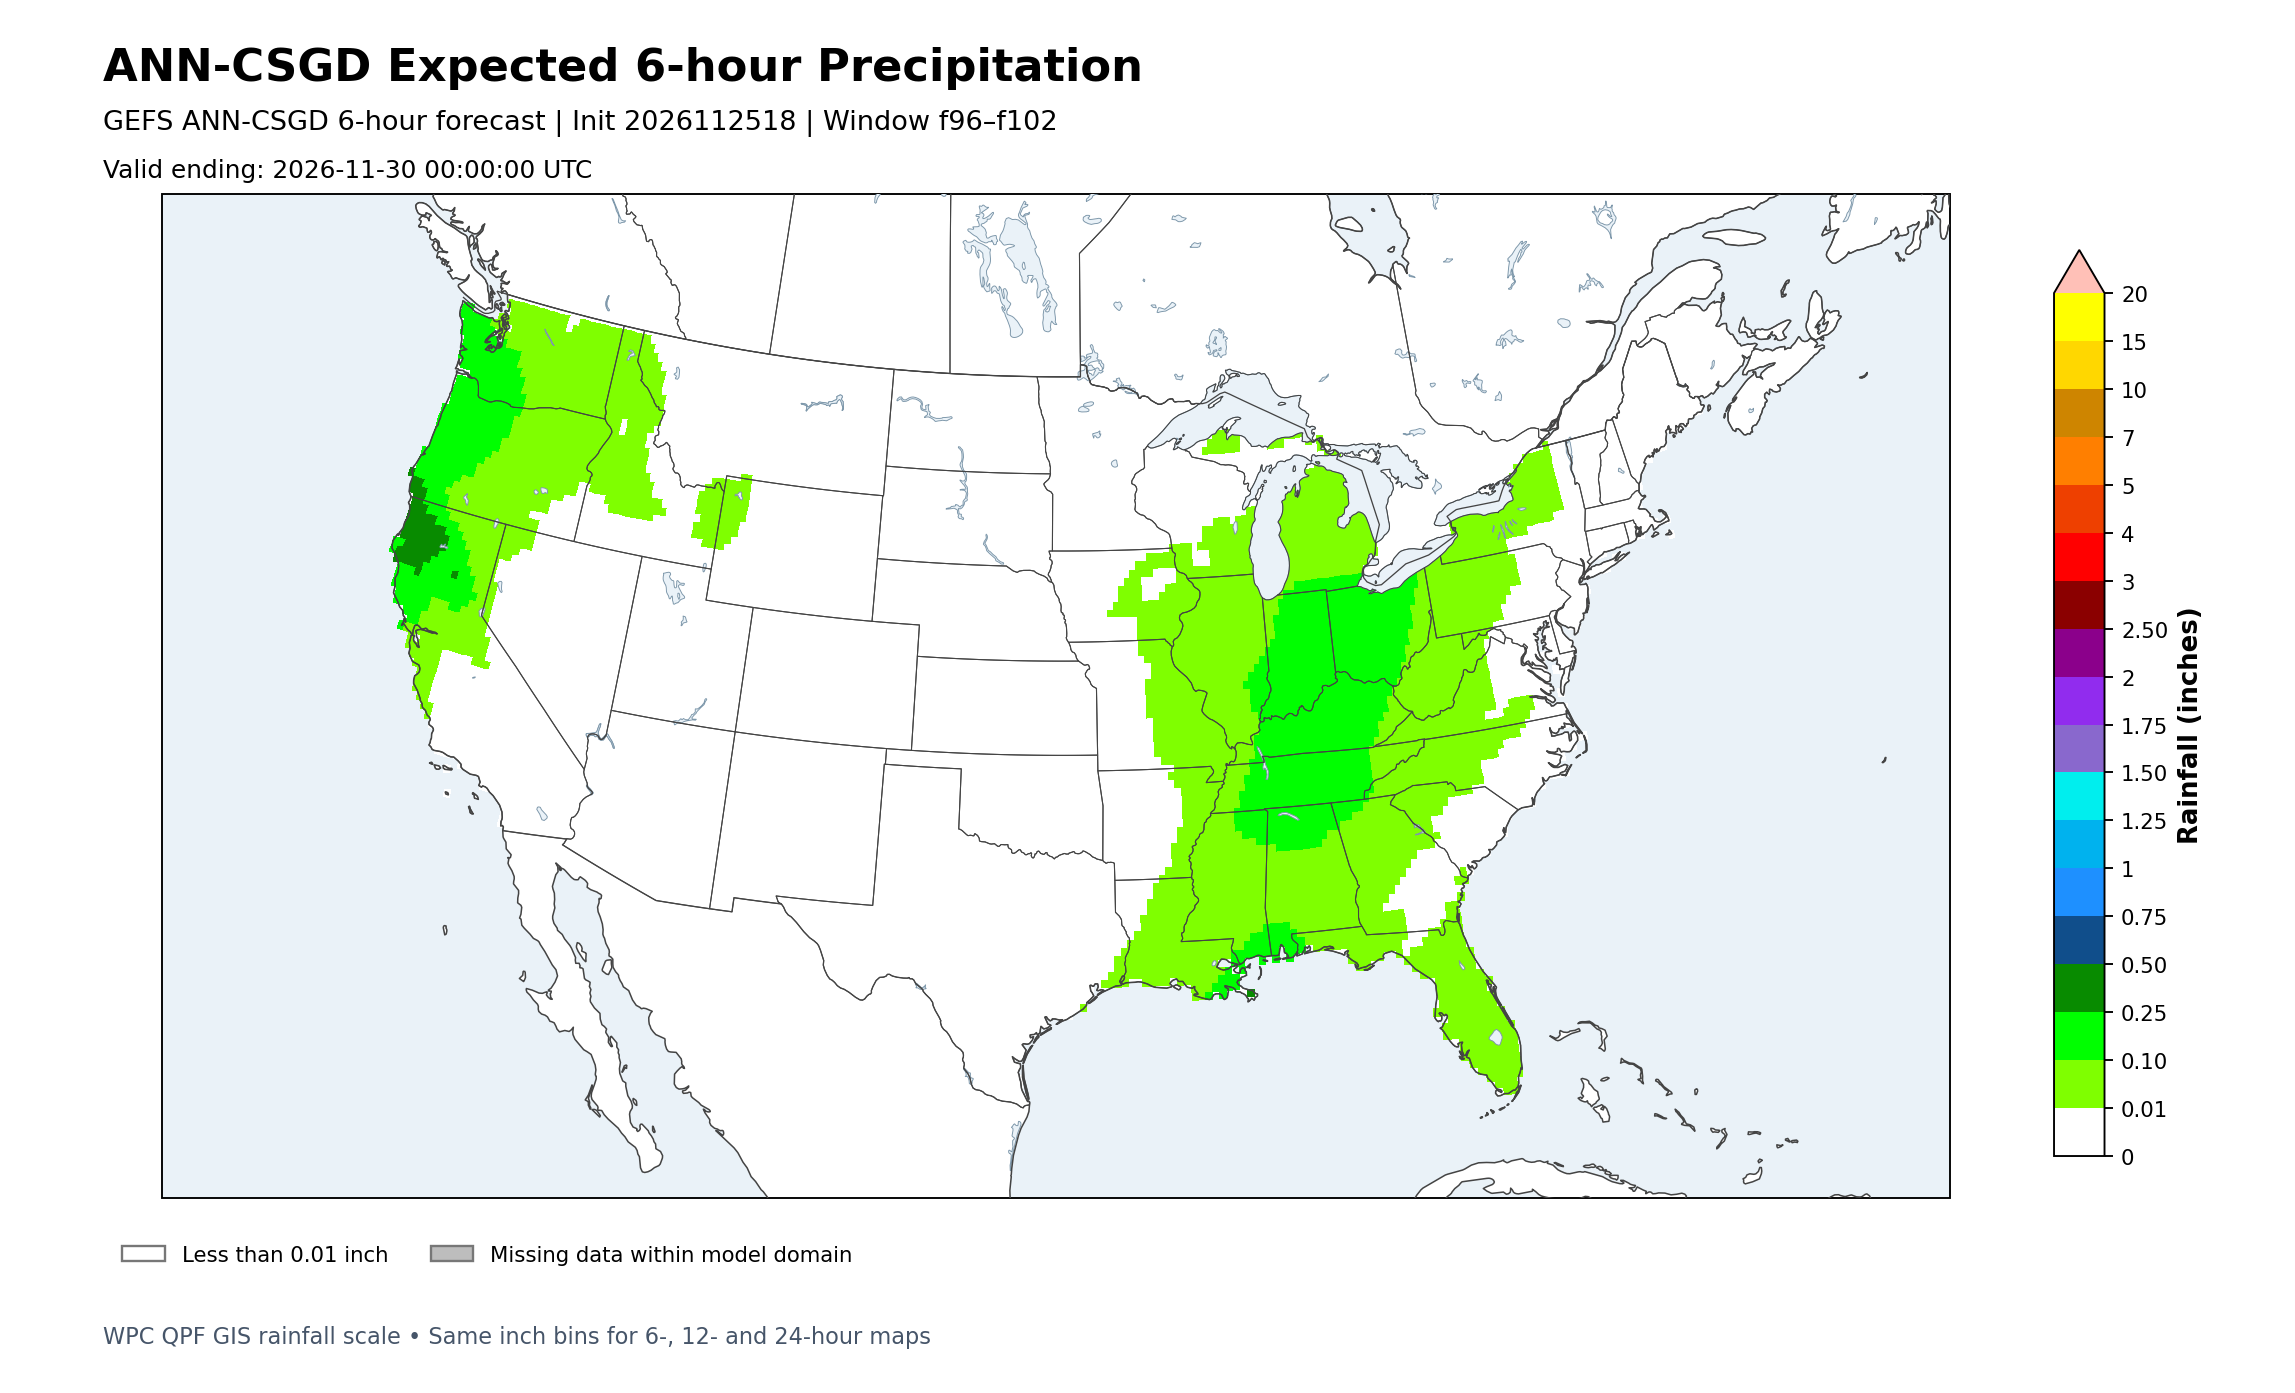 ANN-CSGD Expected 6-hour Precipitation
GEFS ANN-CSGD 6-hour forecast | Init 2026112518 | Window f96–f102
Valid ending: 2026-11-30 00:00:00 UTC
20
15
10
7
5
4
3
2.50
2
1.75
1.50
1.25
1
0.75
0.50
0.25
0.10
0.01
0
Rainfall (inches)
Less than 0.01 inch
Missing data within model domain
WPC QPF GIS rainfall scale • Same inch bins for 6-, 12- and 24-hour maps